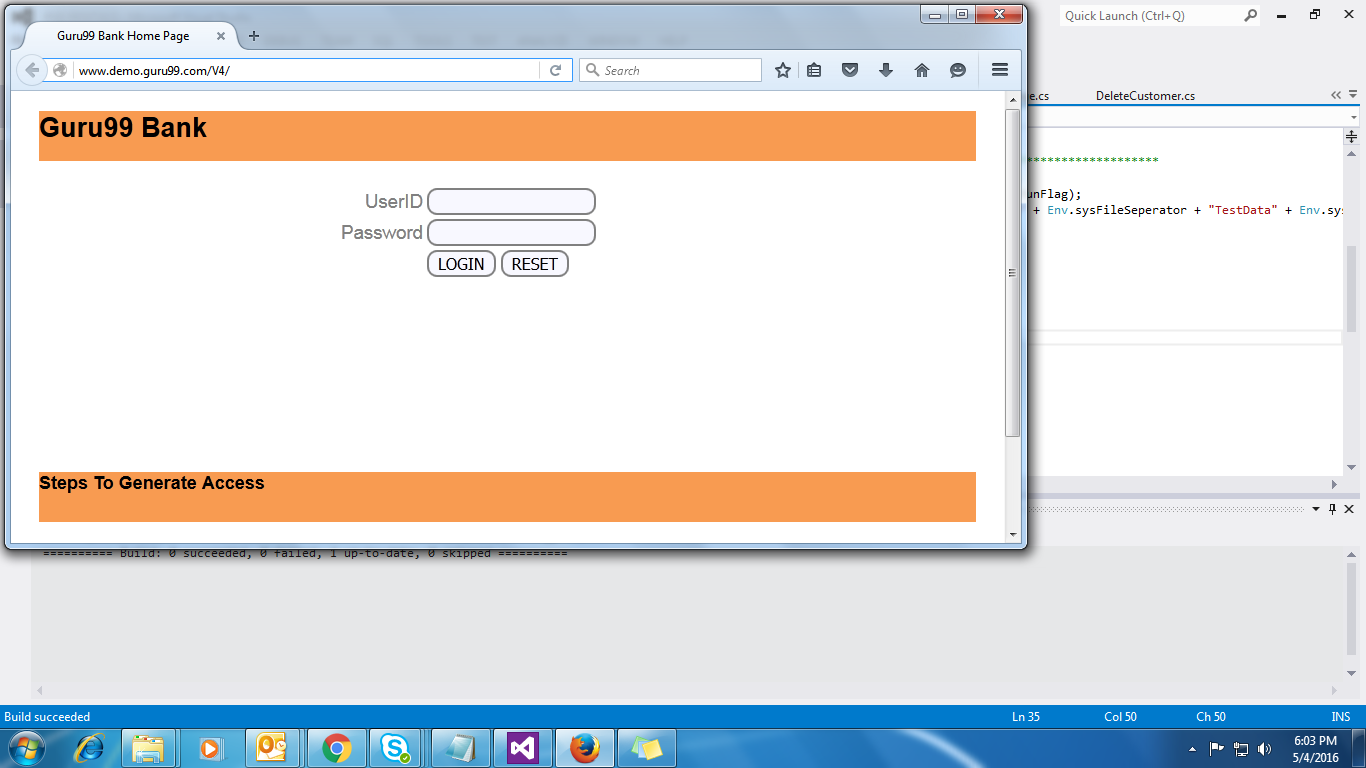 Guru99 Bank Home Page
Quick Launch (Ctrl+Q)
www.demo.guru99.com/V4/
Search
e.cs
DeleteCustomer.cs
Guru99 Bank
*******************
unFlag);
+ Env.sysFileSeperator + "TestData" + Env.sys
UserID
Password
LOGIN RESET
Steps To Generate Access
========== Build: 0 succeeded, 0 failed, 1 up-to-date, 0 skipped ==========
Build succeeded
Ln 35
Col 50
Ch 50
INS
6:03 PM
5/4/2016